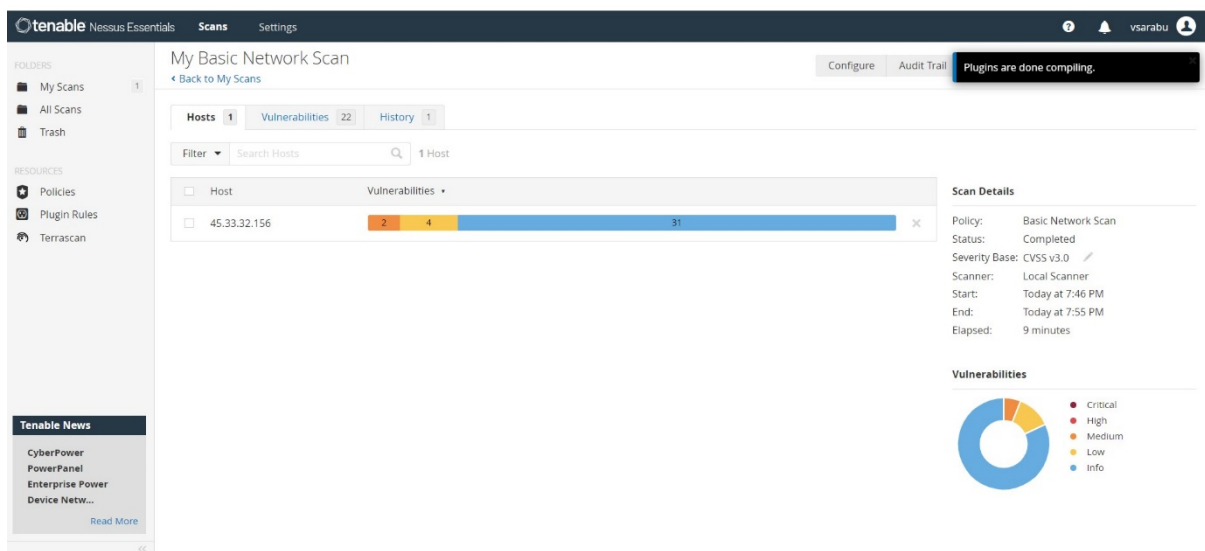 tenable Nessus Essentials Scans Settings vsarabu
FOLDERS
My Scans 1
All Scans
Trash
RESOURCES
Policies
Plugin Rules
Terrascan
Tenable News
CyberPower
PowerPanel
Enterprise Power
Device Netw...
Read More
My Basic Network Scan
Back to My Scans
Configure Audit Trail
Plugins are done compiling.
Hosts 1 Vulnerabilities 22 History 1
Filter Search Hosts 1 Host
Host Vulnerabilities
45.33.32.156 2 4 31
Scan Details
Policy: Basic Network Scan
Status: Completed
Severity Base: CVSS v3.0
Scanner: Local Scanner
Start: Today at 7:46 PM
End: Today at 7:55 PM
Elapsed: 9 minutes
Vulnerabilities
Critical
High
Medium
Low
Info